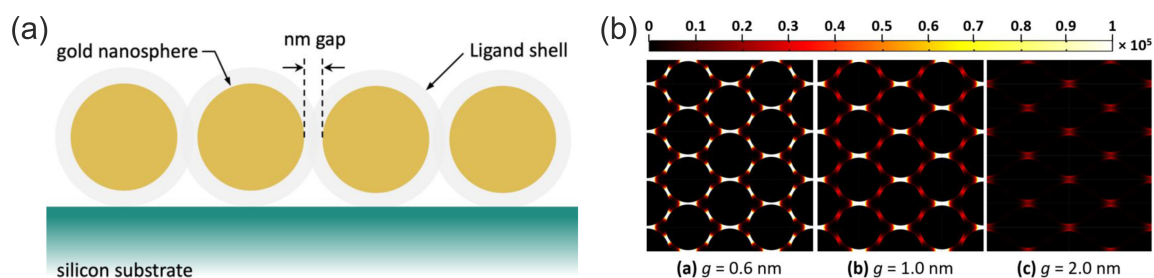 (a)
gold nanosphere
nm gap
Ligand shell
silicon substrate
(b)
0 0.1 0.2 0.3 0.4 0.5 0.6 0.7 0.8 0.9 1
× 10⁵
(a) g = 0.6 nm
(b) g = 1.0 nm
(c) g = 2.0 nm